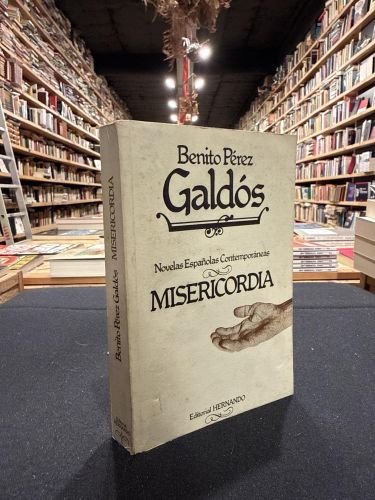 Benito Pérez
Galdós
Novelas Españolas Contemporáneas
MISERICORDIA
Editorial HERNANDO
Benito Pérez Galdós MISERICORDIA